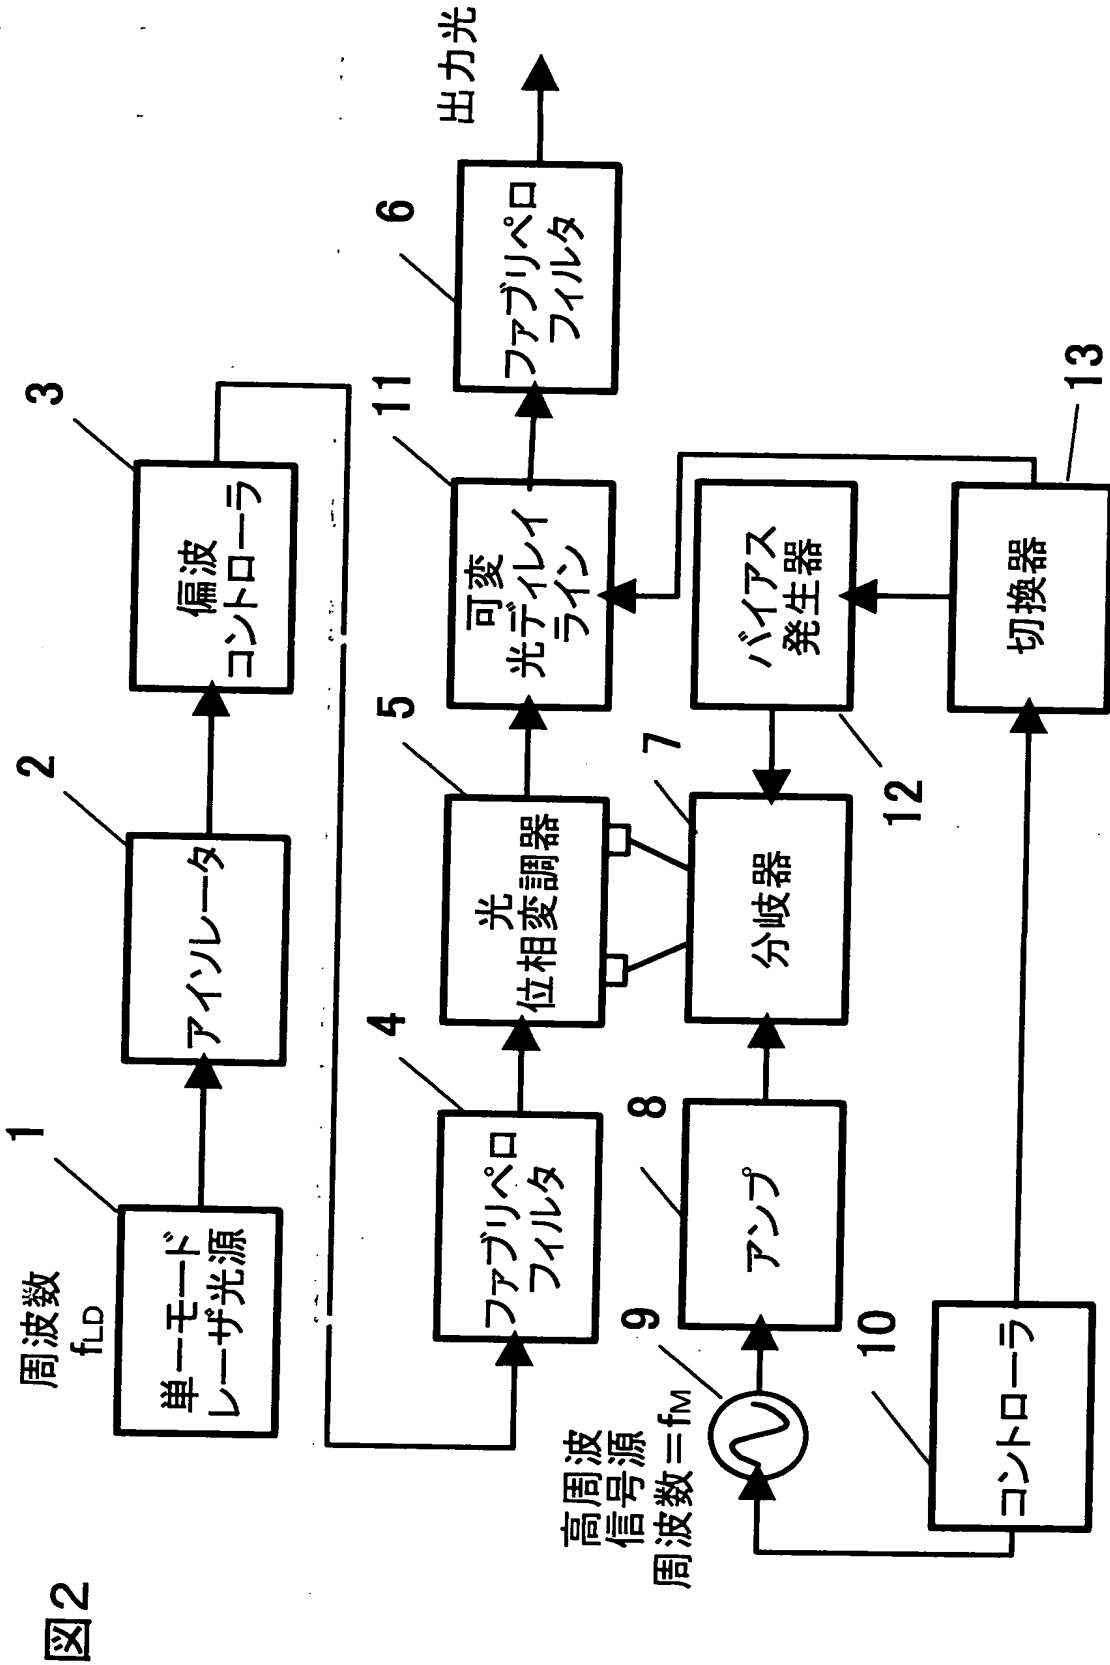 図2
周波数
fLD
1
単一モード
レーザ光源
2
アイソレータ
3
偏波
コントローラ
4
ファブリペロ
フィルタ
5
光
位相変調器
11
可変
光ディレイ
ライン
6
ファブリペロ
フィルタ
出力光
高周波
信号源
周波数=fM
9
8
アンプ
7
分岐器
12
バイアス
発生器
10
コントローラ
13
切換器